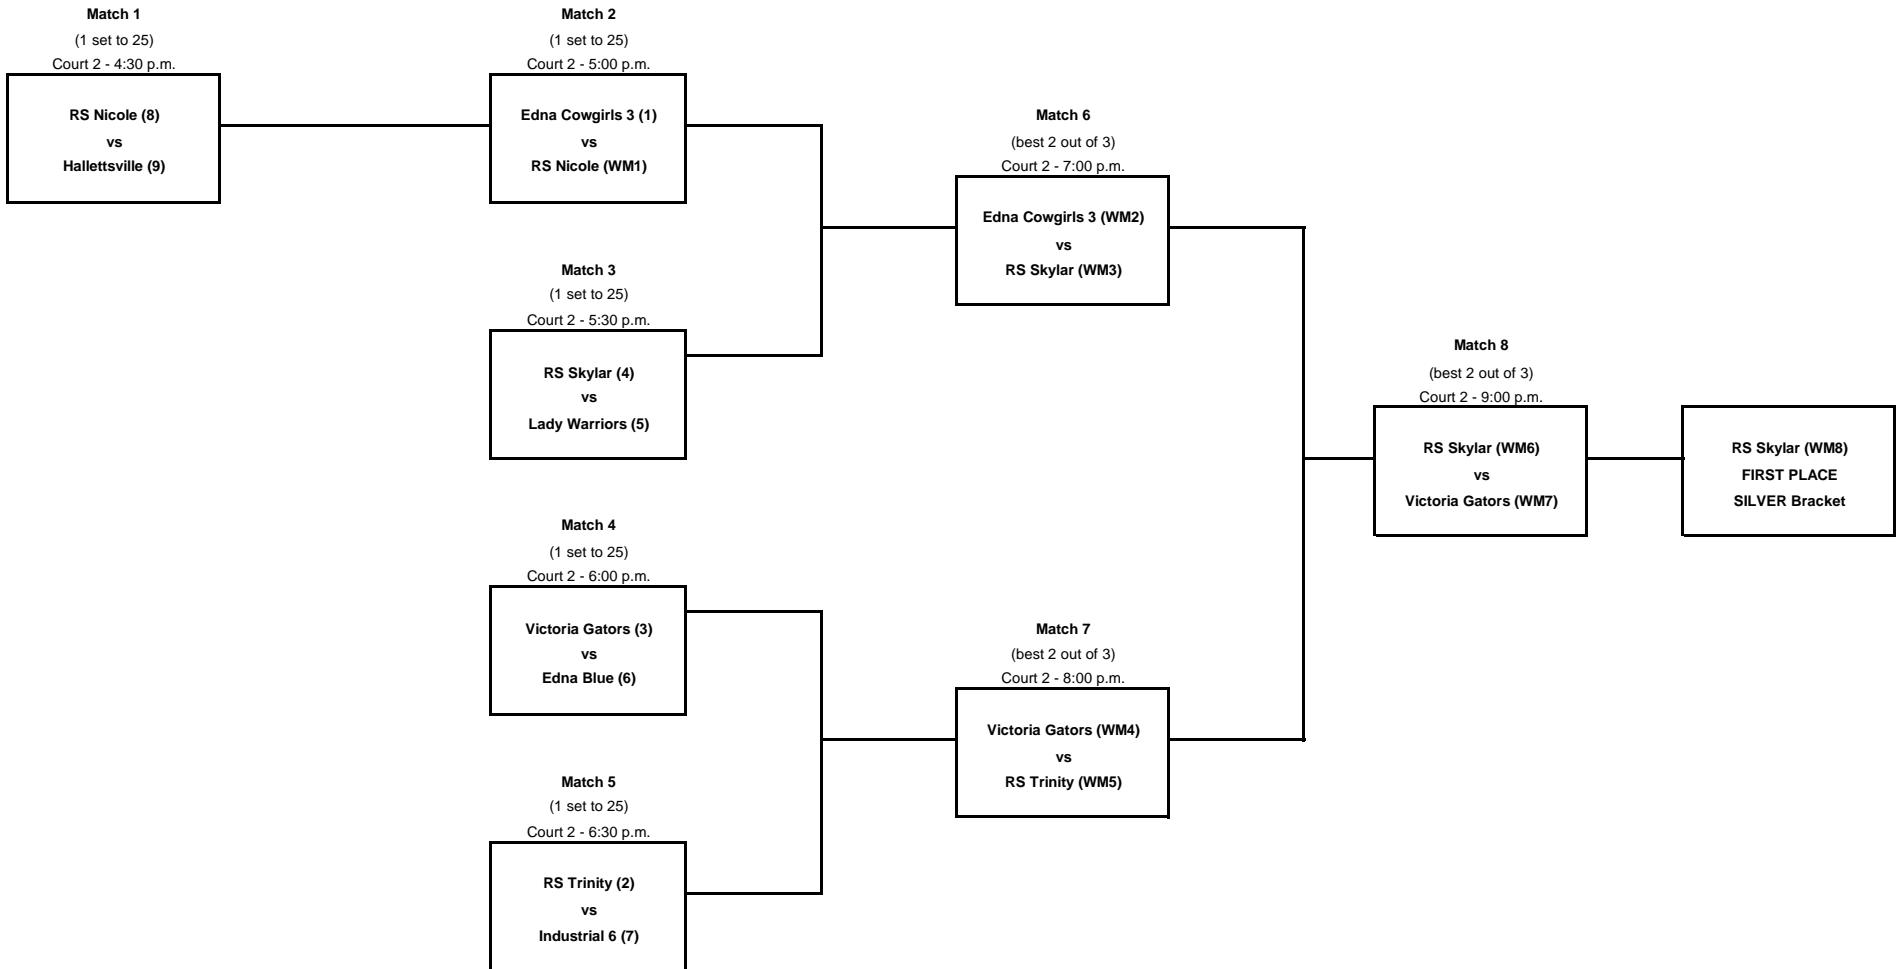 Match 1
(1 set to 25)
Court 2 - 4:30 p.m.
RS Nicole (8)
vs
Hallettsville (9)
Match 2
(1 set to 25)
Court 2 - 5:00 p.m.
Edna Cowgirls 3 (1)
vs
RS Nicole (WM1)
Match 3
(1 set to 25)
Court 2 - 5:30 p.m.
RS Skylar (4)
vs
Lady Warriors (5)
Match 4
(1 set to 25)
Court 2 - 6:00 p.m.
Victoria Gators (3)
vs
Edna Blue (6)
Match 5
(1 set to 25)
Court 2 - 6:30 p.m.
RS Trinity (2)
vs
Industrial 6 (7)
Match 6
(best 2 out of 3)
Court 2 - 7:00 p.m.
Edna Cowgirls 3 (WM2)
vs
RS Skylar (WM3)
Match 7
(best 2 out of 3)
Court 2 - 8:00 p.m.
Victoria Gators (WM4)
vs
RS Trinity (WM5)
Match 8
(best 2 out of 3)
Court 2 - 9:00 p.m.
RS Skylar (WM6)
vs
Victoria Gators (WM7)
RS Skylar (WM8)
FIRST PLACE
SILVER Bracket